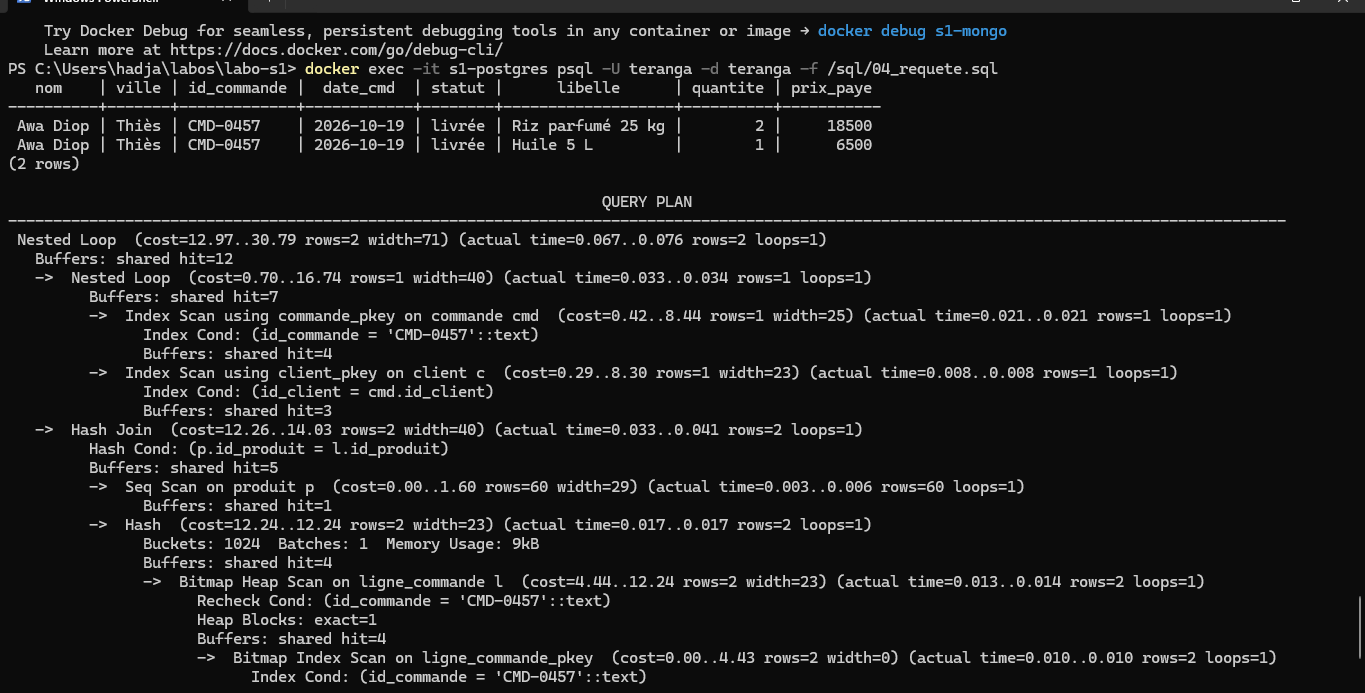 Try Docker Debug for seamless, persistent debugging tools in any container or image → docker debug s1-mongo
Learn more at https://docs.docker.com/go/debug-cli/
PS C:\Users\hadja\labos\labo-s1> docker exec -it s1-postgres psql -U teranga -d teranga -f /sql/04_requete.sql
   nom    | ville | id_commande |  date_cmd  | statut |      libelle      | quantite | prix_paye
----------+-------+-------------+------------+--------+-------------------+----------+-----------
 Awa Diop | Thiès | CMD-0457    | 2026-10-19 | livrée | Riz parfumé 25 kg |        2 |     18500
 Awa Diop | Thiès | CMD-0457    | 2026-10-19 | livrée | Huile 5 L         |        1 |      6500
(2 rows)
QUERY PLAN
Nested Loop  (cost=12.97..30.79 rows=2 width=71) (actual time=0.067..0.076 rows=2 loops=1)
  Buffers: shared hit=12
  ->  Nested Loop  (cost=0.70..16.74 rows=1 width=40) (actual time=0.033..0.034 rows=1 loops=1)
        Buffers: shared hit=7
        ->  Index Scan using commande_pkey on commande cmd  (cost=0.42..8.44 rows=1 width=25) (actual time=0.021..0.021 rows=1 loops=1)
              Index Cond: (id_commande = 'CMD-0457'::text)
              Buffers: shared hit=4
        ->  Index Scan using client_pkey on client c  (cost=0.29..8.30 rows=1 width=23) (actual time=0.008..0.008 rows=1 loops=1)
              Index Cond: (id_client = cmd.id_client)
              Buffers: shared hit=3
  ->  Hash Join  (cost=12.26..14.03 rows=2 width=40) (actual time=0.033..0.041 rows=2 loops=1)
        Hash Cond: (p.id_produit = l.id_produit)
        Buffers: shared hit=5
        ->  Seq Scan on produit p  (cost=0.00..1.60 rows=60 width=29) (actual time=0.003..0.006 rows=60 loops=1)
              Buffers: shared hit=1
        ->  Hash  (cost=12.24..12.24 rows=2 width=23) (actual time=0.017..0.017 rows=2 loops=1)
              Buckets: 1024  Batches: 1  Memory Usage: 9kB
              Buffers: shared hit=4
              ->  Bitmap Heap Scan on ligne_commande l  (cost=4.44..12.24 rows=2 width=23) (actual time=0.013..0.014 rows=2 loops=1)
                    Recheck Cond: (id_commande = 'CMD-0457'::text)
                    Heap Blocks: exact=1
                    Buffers: shared hit=4
                    ->  Bitmap Index Scan on ligne_commande_pkey  (cost=0.00..4.43 rows=2 width=0) (actual time=0.010..0.010 rows=2 loops=1)
                          Index Cond: (id_commande = 'CMD-0457'::text)